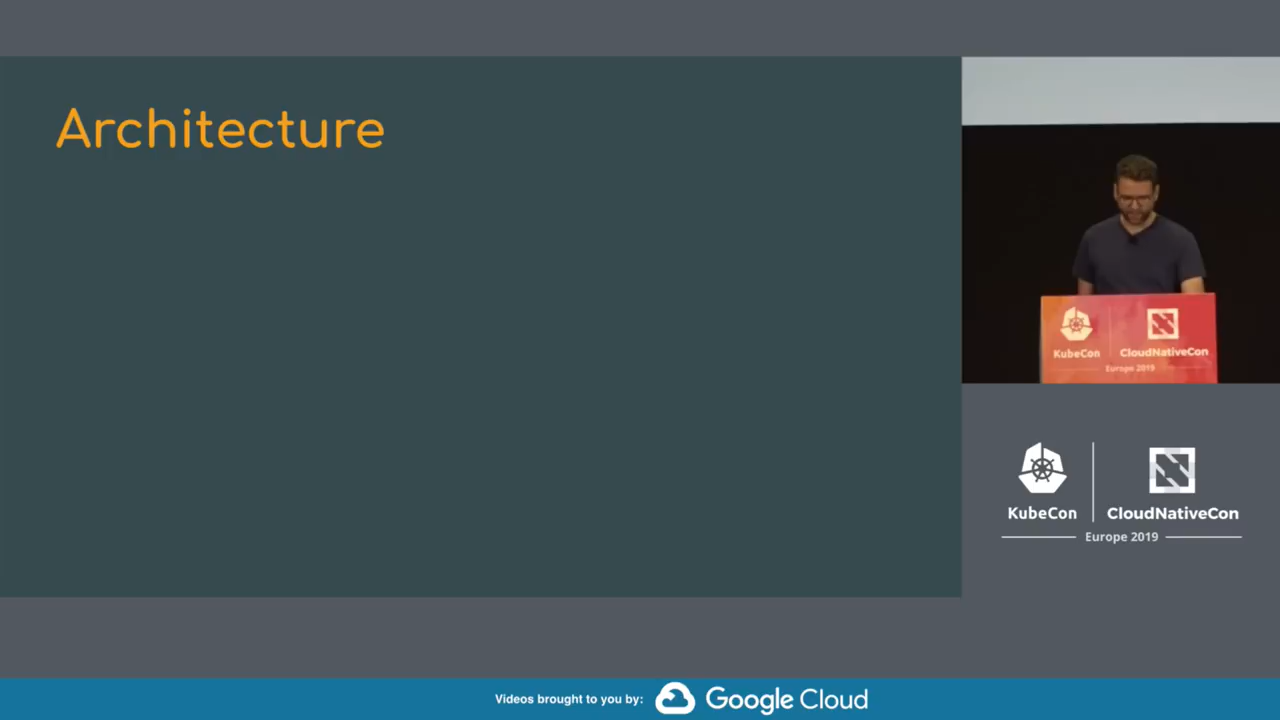 Architecture
KubeCon
CloudNativeCon
Europe 2019
KubeCon
CloudNativeCon
Europe 2019
Videos brought to you by:
Google Cloud